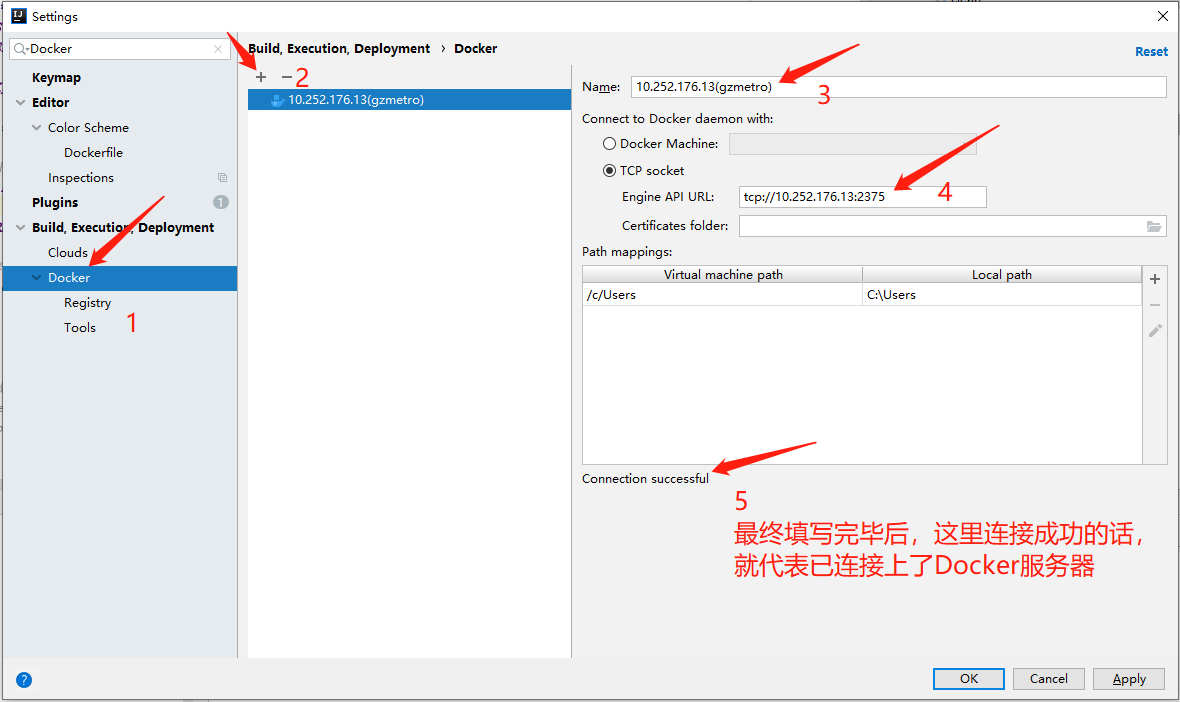 Settings
Docker
Keymap
Editor
Color Scheme
Dockerfile
Inspections
Plugins 1
Build, Execution, Deployment
Clouds
Docker
Registry
Tools
1
Build, Execution, Deployment › Docker
Reset
2
10.252.176.13(gzmetro)
Name: 10.252.176.13(gzmetro)
3
Connect to Docker daemon with:
Docker Machine:
TCP socket
Engine API URL: tcp://10.252.176.13:2375
4
Certificates folder:
Path mappings:
Virtual machine path Local path
/c/Users C:\Users
Connection successful
5
最终填写完毕后，这里连接成功的话，
就代表已连接上了Docker服务器
?
OK Cancel Apply